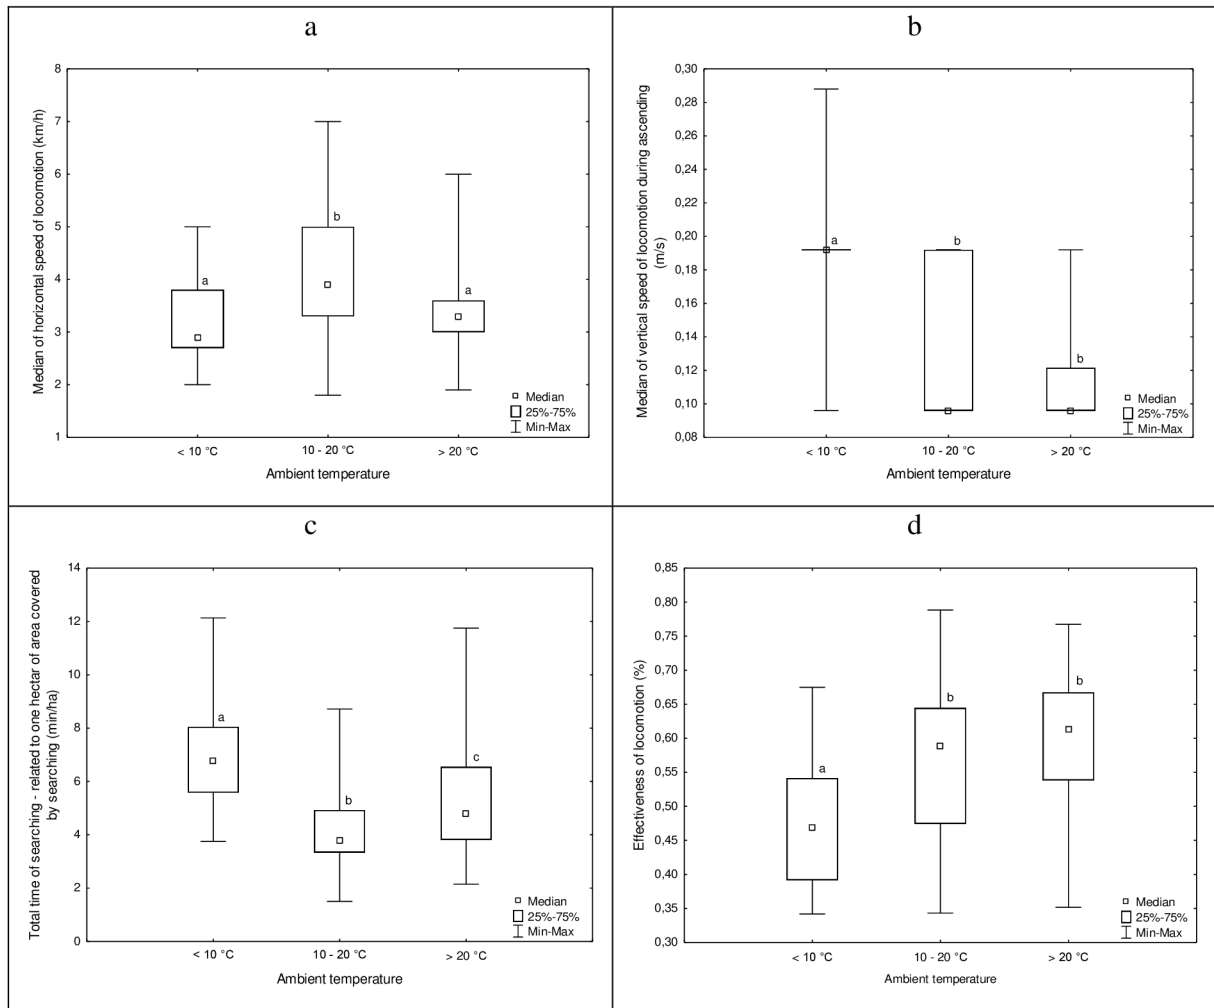 a
Median of horizontal speed of locomotion (km/h)
8
7
6
5
4
3
2
1
a
b
a
Median
25%-75%
Min-Max
< 10 °C
10 - 20 °C
> 20 °C
Ambient temperature
b
Median of vertical speed of locomotion during ascending
(m/s)
0,30
0,28
0,26
0,24
0,22
0,20
0,18
0,16
0,14
0,12
0,10
0,08
a
b
b
Median
25%-75%
Min-Max
< 10 °C
10 - 20 °C
> 20 °C
Ambient temperature
c
Total time of searching - related to one hectar of area covered
by searching (min/ha)
14
12
10
8
6
4
2
0
a
b
c
Median
25%-75%
Min-Max
< 10 °C
10 - 20 °C
> 20 °C
Ambient temperature
d
Effectiveness of locomotion (%)
0,85
0,80
0,75
0,70
0,65
0,60
0,55
0,50
0,45
0,40
0,35
0,30
a
b
b
Median
25%-75%
Min-Max
< 10 °C
10 - 20 °C
> 20 °C
Ambient temperature